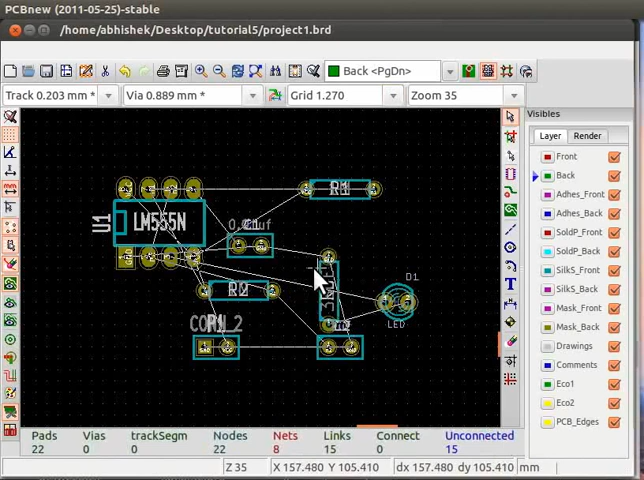 PCBnew (2011-05-25)-stable
/home/abhishek/Desktop/tutorial5/project1.brd
Back <PgDn>
Track 0.203 mm * Via 0.889 mm * Grid 1.270 Zoom 35
Visibles
Layer Render
Front
Back
Adhes_Front
Adhes_Back
SoldP_Front
SoldP_Back
SilkS_Front
SilkS_Back
Mask_Front
Mask_Back
Drawings
Comments
Eco1
Eco2
PCB_Edges
U1
LM555N
D1
LED
Pads Vias trackSegm Nodes Nets Links Connect Unconnected
22 0 0 22 8 15 0 15
Z 35 X 157.480 Y 105.410 dx 157.480 dy 105.410 mm